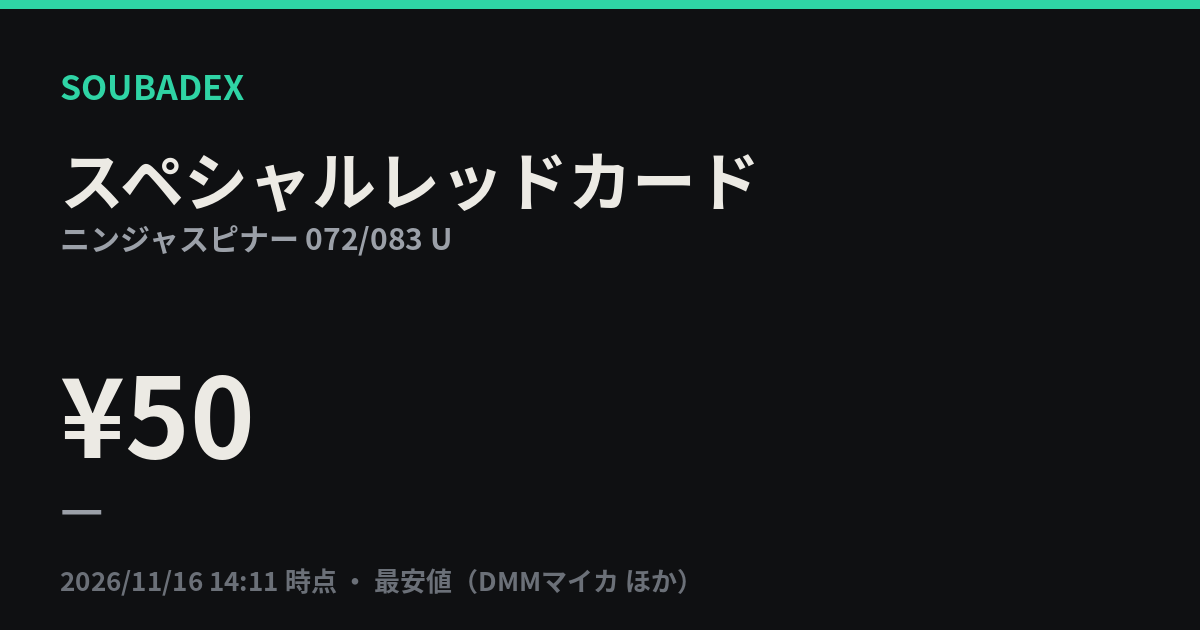 SOUBADEX
スペシャルレッドカード
ニンジャスピナー 072/083 U
¥50
—
2026/11/16 14:11 時点 ・ 最安値（DMMマイカ ほか）